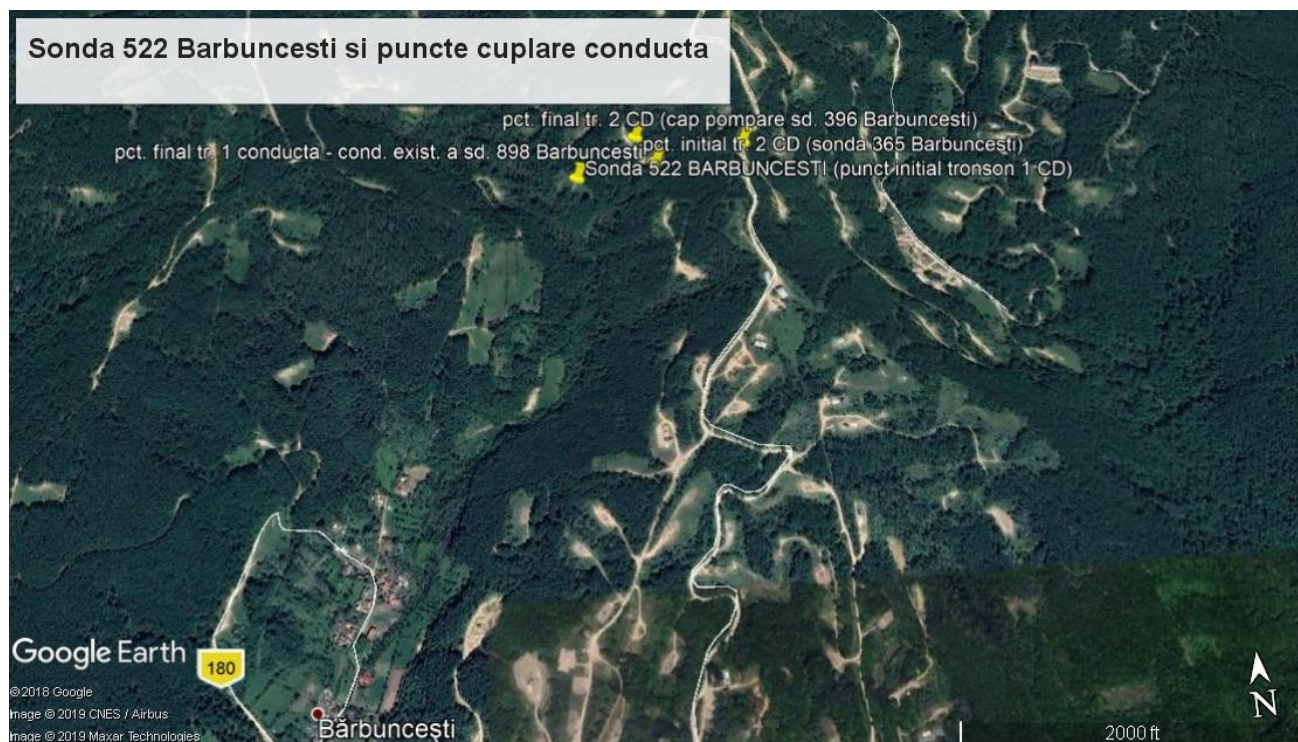 Sonda 522 Barbuncesti si puncte cuplare conducta
pct. final tr. 2 CD (cap pompare sd. 396 Barbuncesti)
pct. initial tr. 2 CD (sonda 365 Barbuncesti)
pct. final tr. 1 conducta - cond. exist. a sd. 898 Barbuncesti
Sonda 522 BARBUNCESTI (punct initial tronson 1 CD)
Google Earth
180
©2018 Google
Image © 2019 CNES / Airbus
Image © 2019 Maxar Technologies
Bărbuncești
N
2000 ft